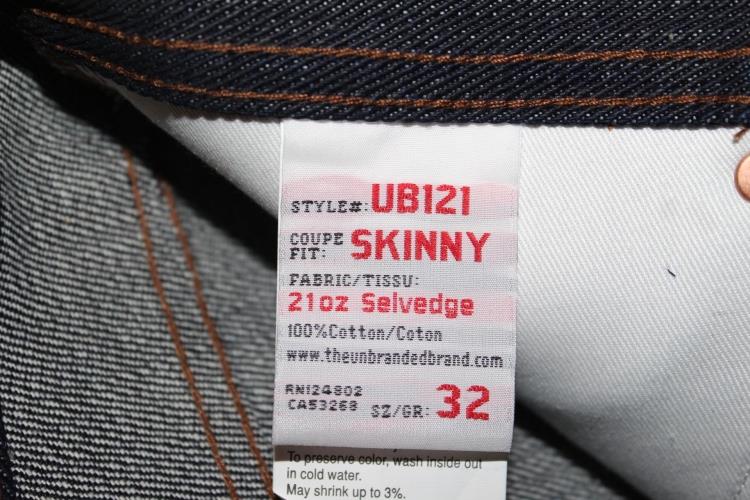 STYLE#: UB121
COUPE
FIT: SKINNY
FABRIC/TISSU:
21oz Selvedge
100%Cotton/Coton
www.theunbrandedbrand.com
RN124802
CA53268 SZ/GR: 32
To preserve color, wash inside out
in cold water.
May shrink up to 3%.